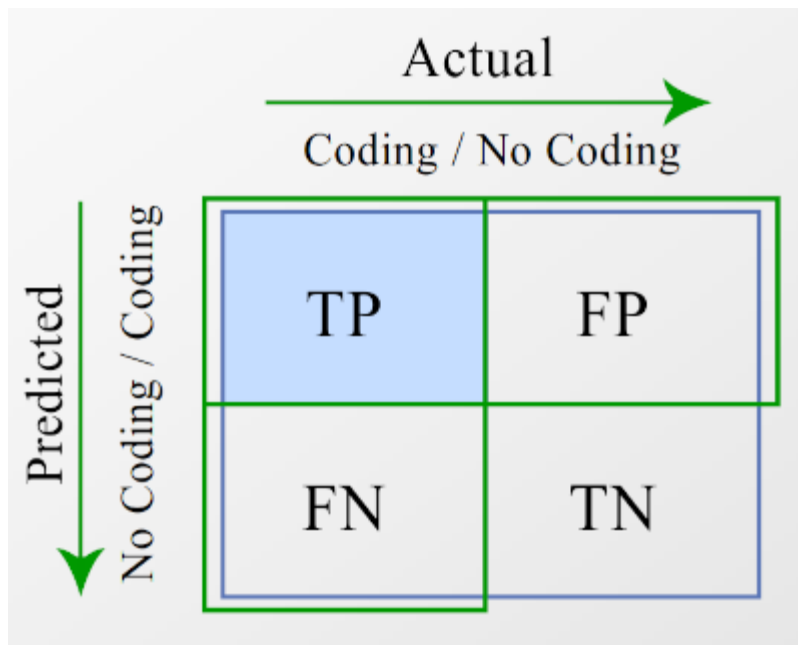 Actual
Coding / No Coding
Predicted
No Coding / Coding
TP
FP
FN
TN